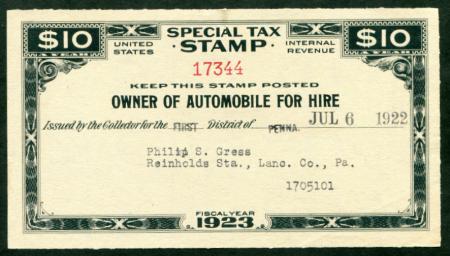 $10 SPECIAL TAX $10
A YEAR UNITED STATES · STAMP · INTERNAL REVENUE A YEAR
17344
KEEP THIS STAMP POSTED
OWNER OF AUTOMOBILE FOR HIRE
Issued by the Collector for the FIRST District of PENNA. JUL 6 1922
Philip S. Gress
Reinholds Sta., Lanc. Co., Pa.
1705101
FISCAL YEAR
1923